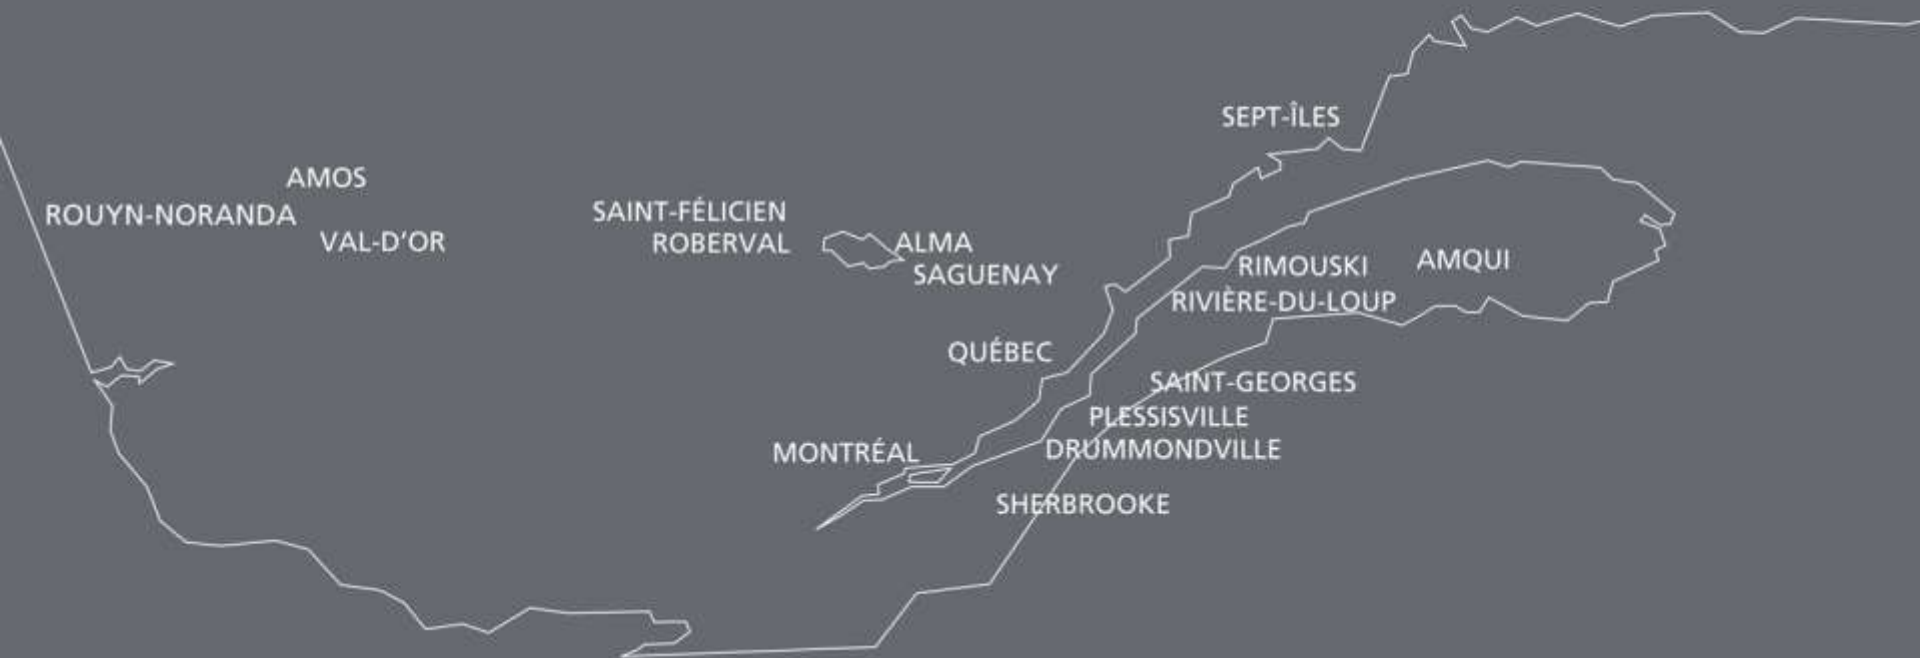 SEPT-ÎLES
AMOS
ROUYN-NORANDA
VAL-D'OR
SAINT-FÉLICIEN
ROBERVAL
ALMA
SAGUENAY
RIMOUSKI
AMQUI
RIVIÈRE-DU-LOUP
QUÉBEC
SAINT-GEORGES
PLESSISVILLE
MONTRÉAL
DRUMMONDVILLE
SHERBROOKE